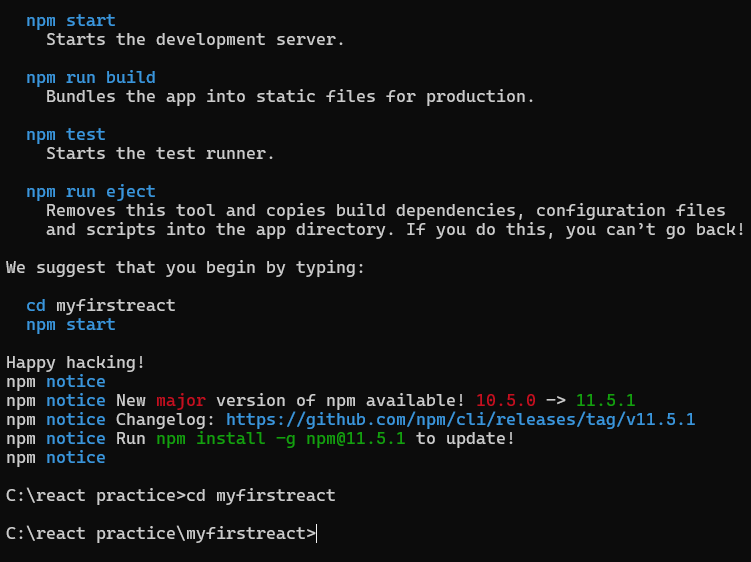 npm start
Starts the development server.
npm run build
Bundles the app into static files for production.
npm test
Starts the test runner.
npm run eject
Removes this tool and copies build dependencies, configuration files
and scripts into the app directory. If you do this, you can’t go back!
We suggest that you begin by typing:
cd myfirstreact
npm start
Happy hacking!
npm notice
npm notice New major version of npm available! 10.5.0 -> 11.5.1
npm notice Changelog: https://github.com/npm/cli/releases/tag/v11.5.1
npm notice Run npm install -g npm@11.5.1 to update!
npm notice
C:\react practice>cd myfirstreact
C:\react practice\myfirstreact>